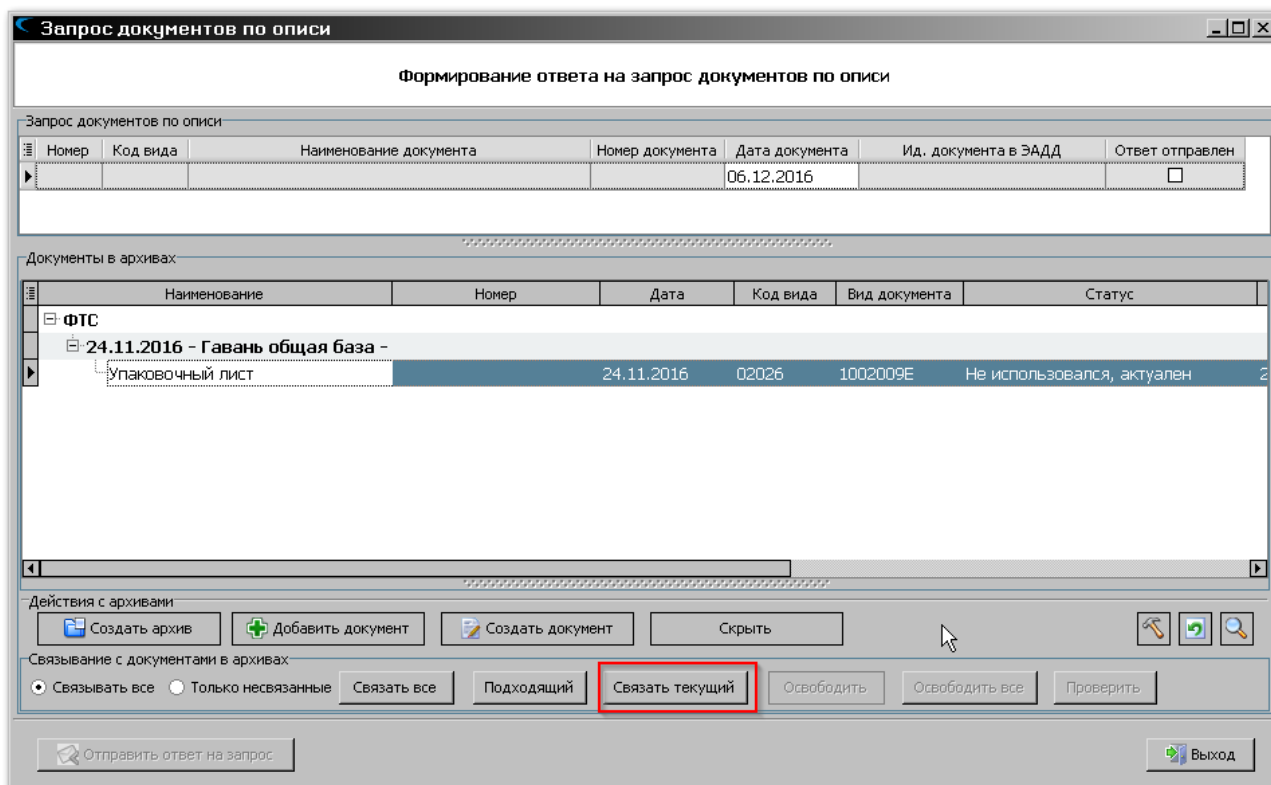 Запрос документов по описи
Формирование ответа на запрос документов по описи
Запрос документов по описи
Номер Код вида Наименование документа Номер документа Дата документа Ид. документа в ЭАДД Ответ отправлен
06.12.2016
Документы в архивах
Наименование Номер Дата Код вида Вид документа Статус
ФТС
24.11.2016 - Гавань общая база -
Упаковочный лист 24.11.2016 02026 1002009E Не использовался, актуален 2
Действия с архивами
Создать архив Добавить документ Создать документ Скрыть
Связывание с документами в архивах
Связывать все Только несвязанные Связать все Подходящий Связать текущий Освободить Освободить все Проверить
Отправить ответ на запрос Выход